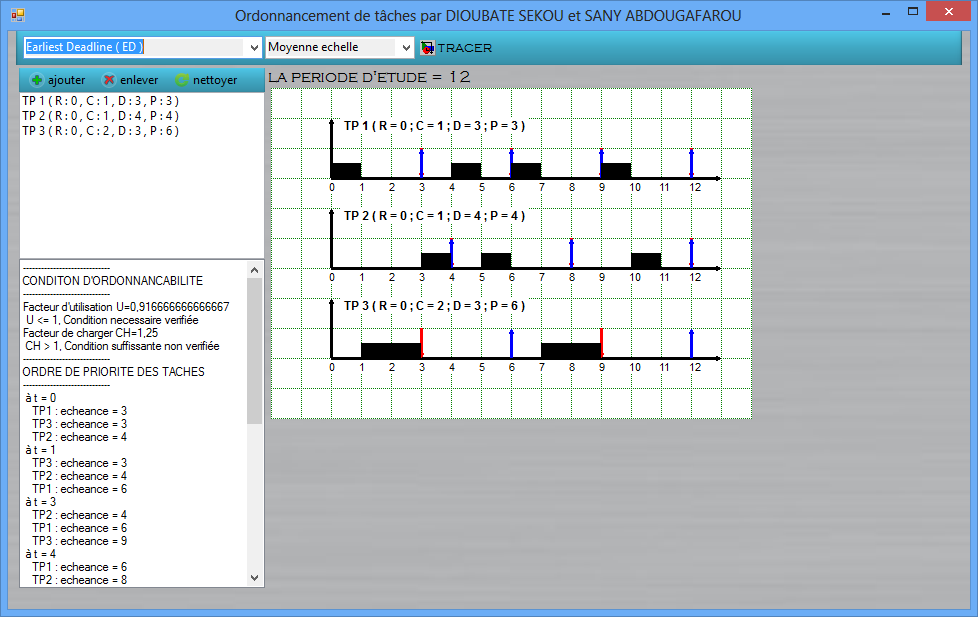 Ordonnancement de tâches par DIOUBATE SEKOU et SANY ABDOUGAFAROU
Earliest Deadline ( ED ) Moyenne echelle TRACER
ajouter enlever nettoyer
LA PERIODE D'ETUDE = 12
TP 1 ( R : 0 , C : 1 , D : 3 , P : 3 )
TP 2 ( R : 0 , C : 1 , D : 4 , P : 4 )
TP 3 ( R : 0 , C : 2 , D : 3 , P : 6 )
-----------------------------
CONDITON D'ORDONNANCABILITE
-----------------------------
Facteur d'utilisation U=0,916666666666667
U <= 1, Condition necessaire verifiée
Facteur de charger CH=1,25
CH > 1, Condition suffissante non verifiée
-----------------------------
ORDRE DE PRIORITE DES TACHES
-----------------------------
à t = 0
TP1 : echeance = 3
TP3 : echeance = 3
TP2 : echeance = 4
à t = 1
TP3 : echeance = 3
TP2 : echeance = 4
TP1 : echeance = 6
à t = 3
TP2 : echeance = 4
TP1 : echeance = 6
TP3 : echeance = 9
à t = 4
TP1 : echeance = 6
TP2 : echeance = 8
TP 1 ( R = 0 ; C = 1 ; D = 3 ; P = 3 )
0 1 2 3 4 5 6 7 8 9 10 11 12
TP 2 ( R = 0 ; C = 1 ; D = 4 ; P = 4 )
0 1 2 3 4 5 6 7 8 9 10 11 12
TP 3 ( R = 0 ; C = 2 ; D = 3 ; P = 6 )
0 1 2 3 4 5 6 7 8 9 10 11 12